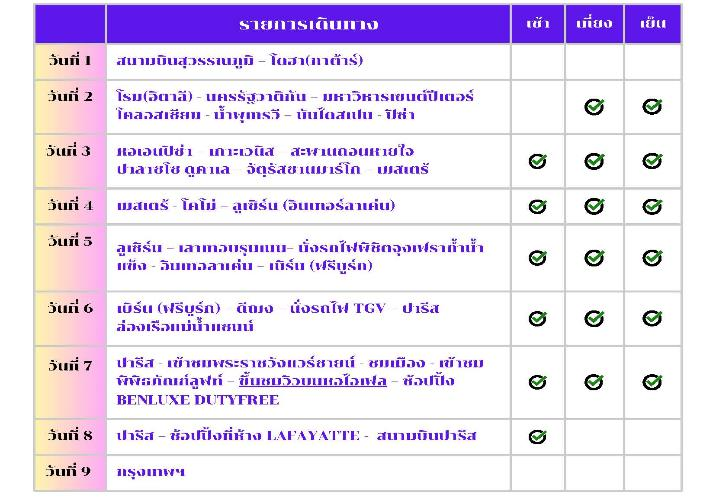 รายการเดินทาง เช้า เที่ยง เย็น
วันที่ 1 สนามบินสุวรรณภูมิ – โดฮา(กาต้าร์)
วันที่ 2 โรม(อิตาลี) - นครรัฐวาติกัน – มหาวิหารเซนต์ปีเตอร์
โคลอสเซียม - น้ำพุเทรวี – บันไดสเปน - ปิซ่า
วันที่ 3 หอเอนปิซ่า – เกาะเวนิส – สะพานถอนหายใจ
ปาลาซโซ ดูคาเล – จัตุรัสซานมาร์โก – เมสเตร้
วันที่ 4 เมสเตร้ - โคโม่ – ลูเซิร์น (อินเทอร์ลาเค่น)
วันที่ 5 ลูเซิร์น – เลาเทอบรุนเนน– นั่งรถไฟพิชิตจุงเฟราถ้ำน้ำ
แข็ง - อินเทอลาเค่น – เบิร์น (ฟรีบูร์ก)
วันที่ 6 เบิร์น (ฟรีบูร์ก) – ดีฌง – นั่งรถไฟ TGV – ปารีส
ล่องเรือแม่น้ำแซนน์
วันที่ 7 ปารีส - เข้าชมพระราชวังแวร์ซายน์ - ชมเมือง - เข้าชม
พิพิธภัณฑ์ลูฟท์ – ขึ้นชมวิวบนหอไอเฟล – ช้อปปิ้ง
BENLUXE DUTYFREE
วันที่ 8 ปารีส – ช้อปปิ้งที่ห้าง LAFAYATTE - สนามบินปารีส
วันที่ 9 กรุงเทพฯ